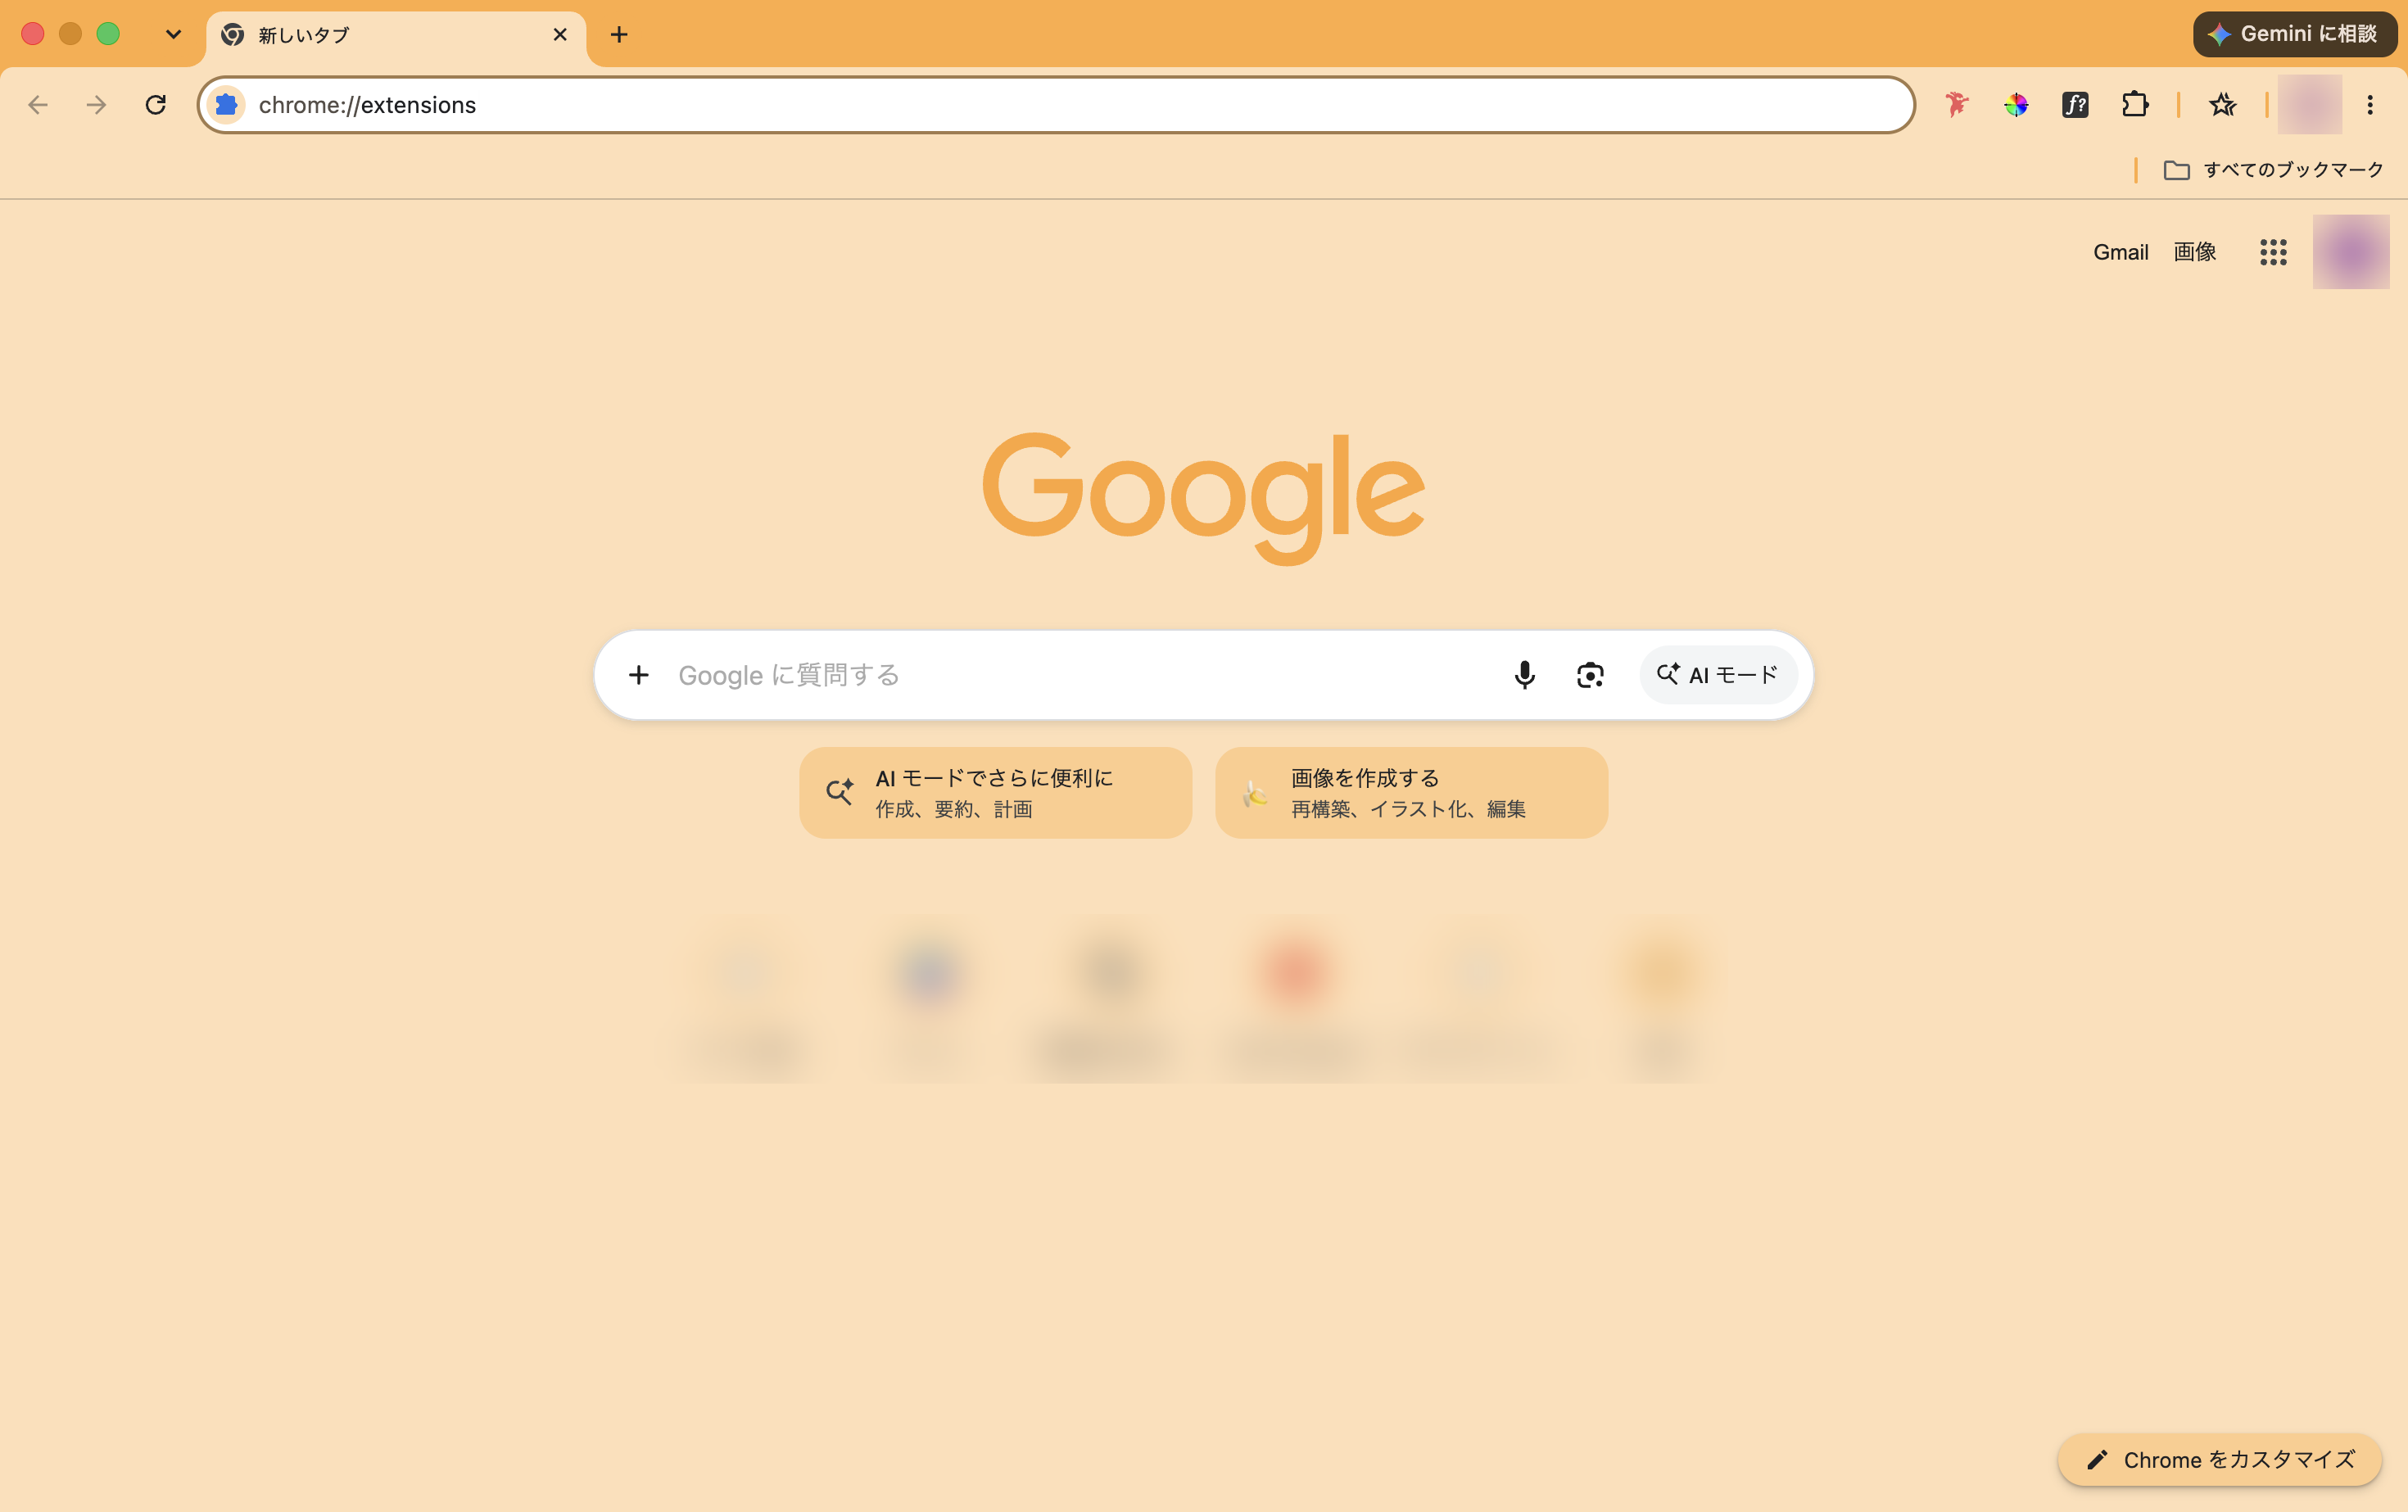 新しいタブ
Gemini に相談
chrome://extensions
f?
すべてのブックマーク
Gmail 画像
Google
Google に質問する
AI モード
AI モードでさらに便利に
作成、要約、計画
画像を作成する
再構築、イラスト化、編集
Chrome をカスタマイズ